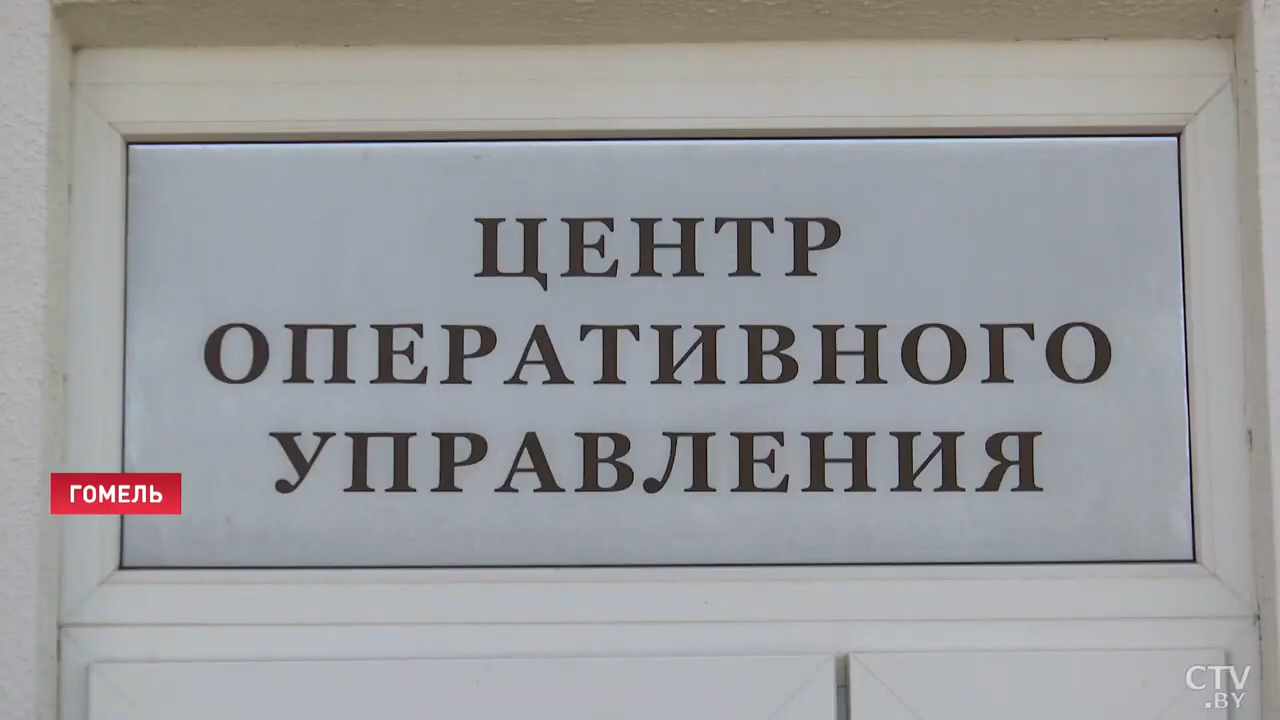 ЦЕНТР
ОПЕРАТИВНОГО
УПРАВЛЕНИЯ
ГОМЕЛЬ
CTV
.BY